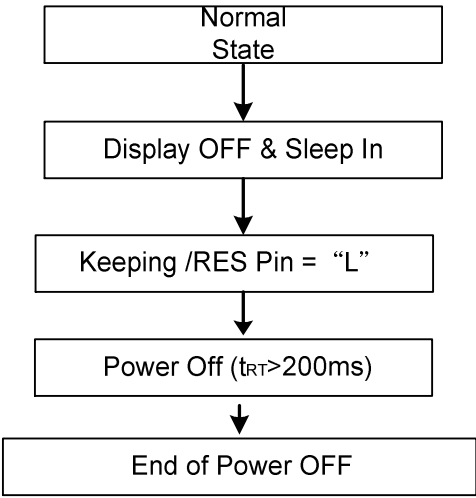 Normal
State
Display OFF & Sleep In
Keeping /RES Pin = “L”
Power Off (tRT>200ms)
End of Power OFF